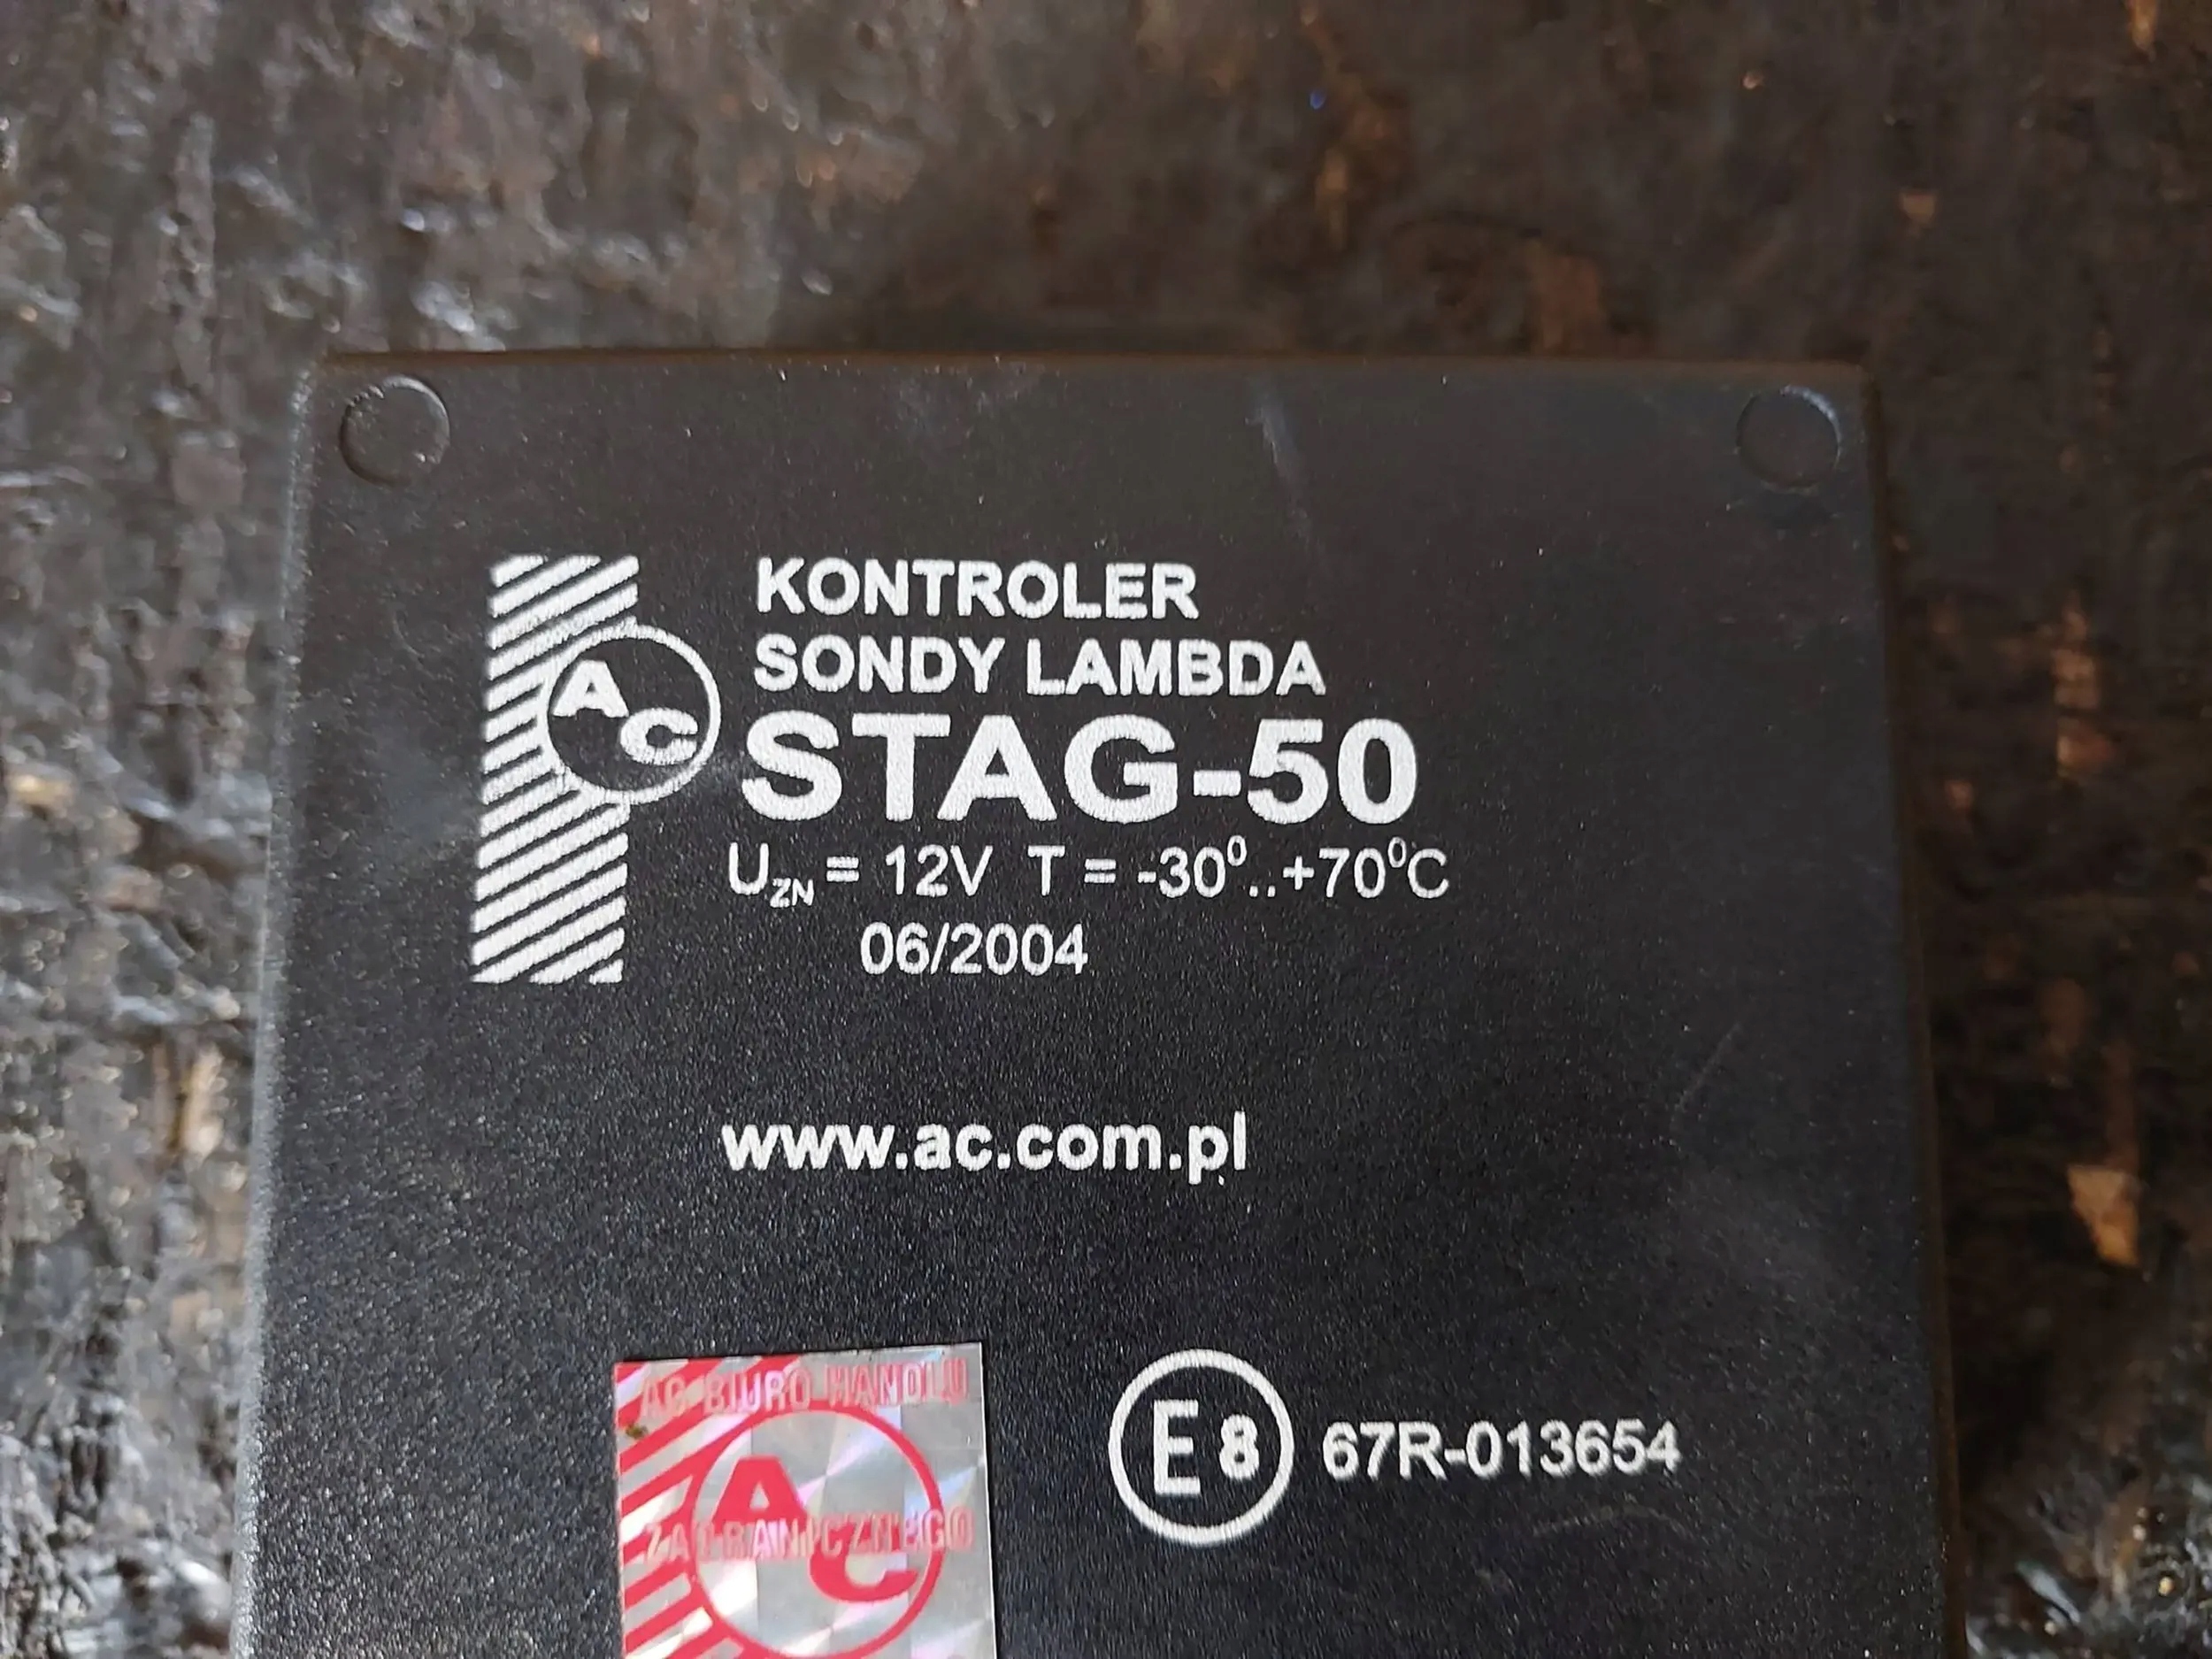 AC
KONTROLER
SONDY LAMBDA
STAG-50
UZN = 12V T = -30⁰..+70⁰C
06/2004
www.ac.com.pl
AC BIURO HANDLU
AC
ZAGRANICZNEGO
E8 67R-013654